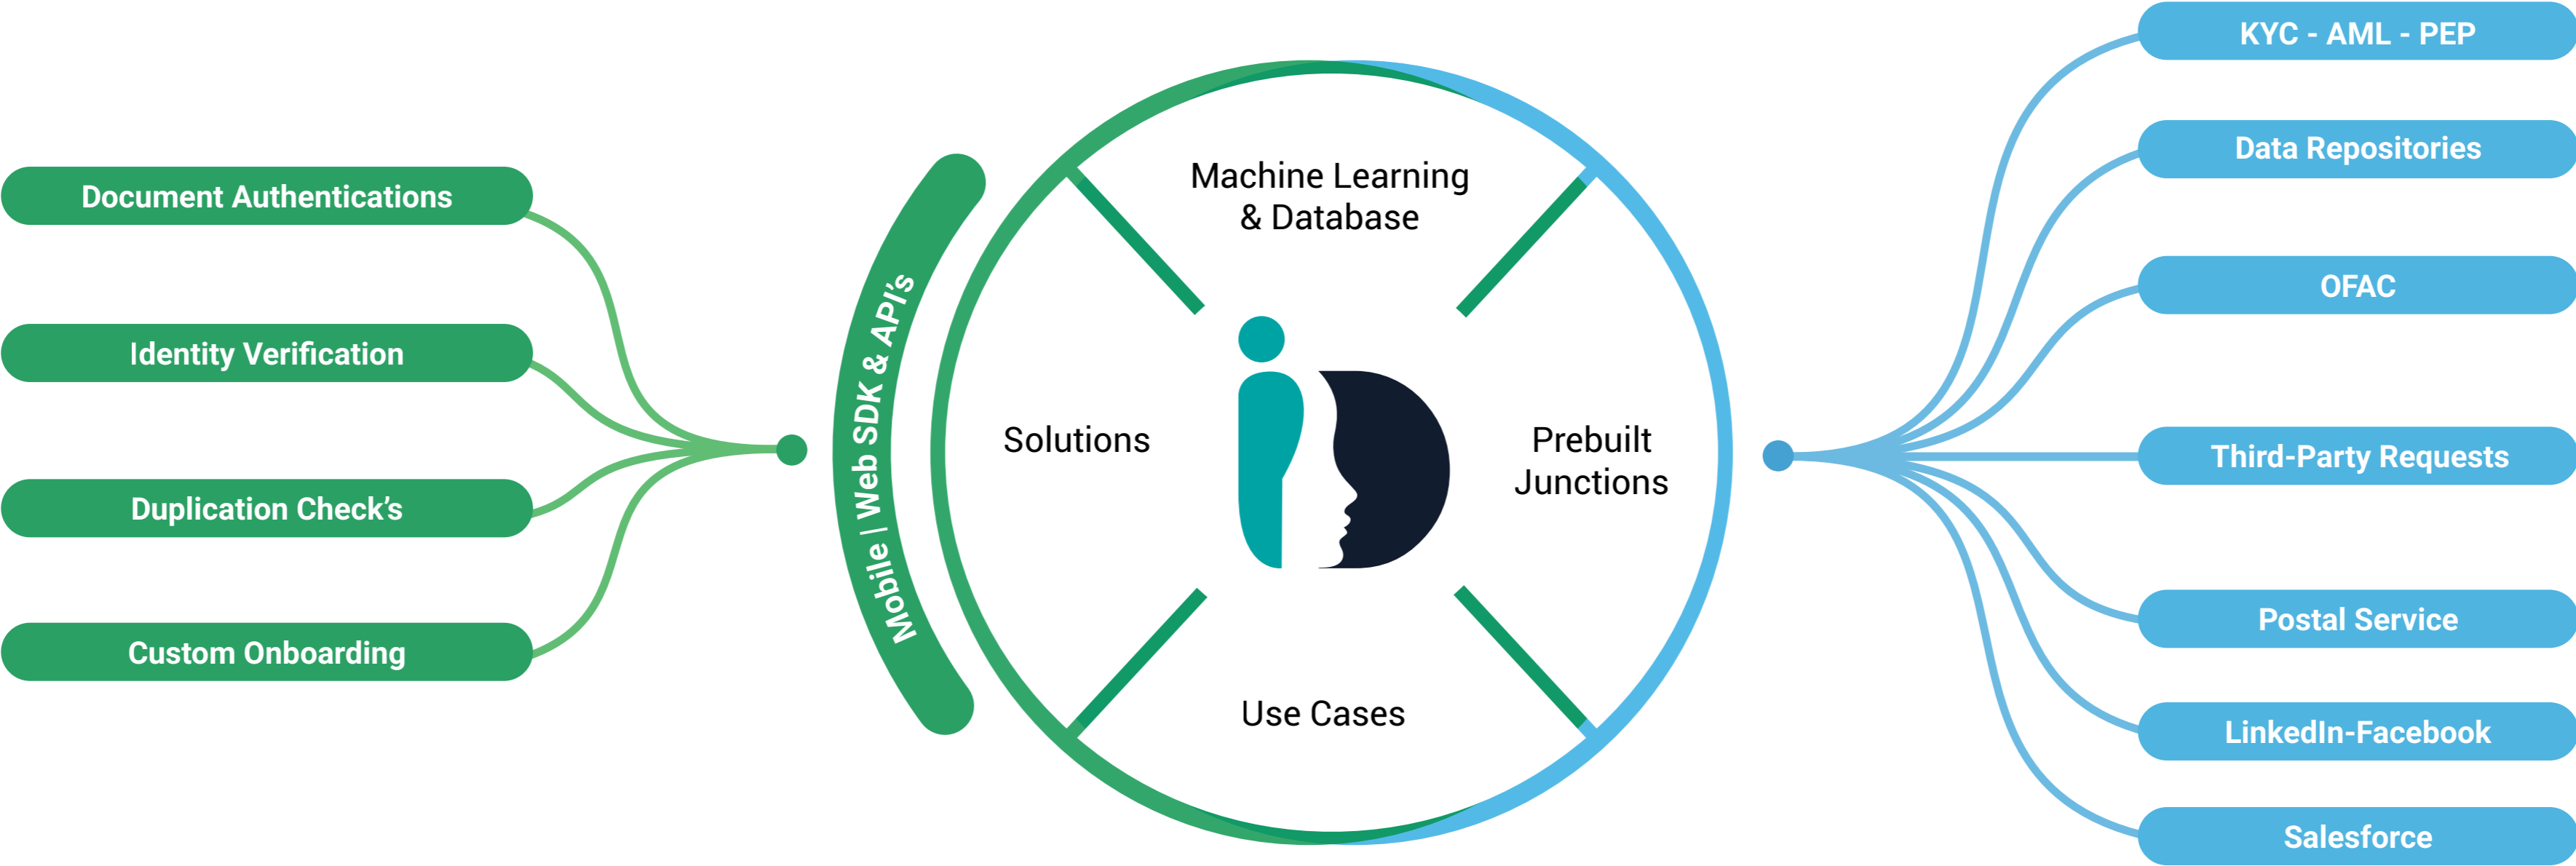 Document Authentications
Identity Verification
Duplication Check’s
Custom Onboarding
Mobile | Web SDK & API's
Machine Learning
& Database
Solutions
Prebuilt
Junctions
Use Cases
KYC - AML - PEP
Data Repositories
OFAC
Third-Party Requests
Postal Service
LinkedIn-Facebook
Salesforce